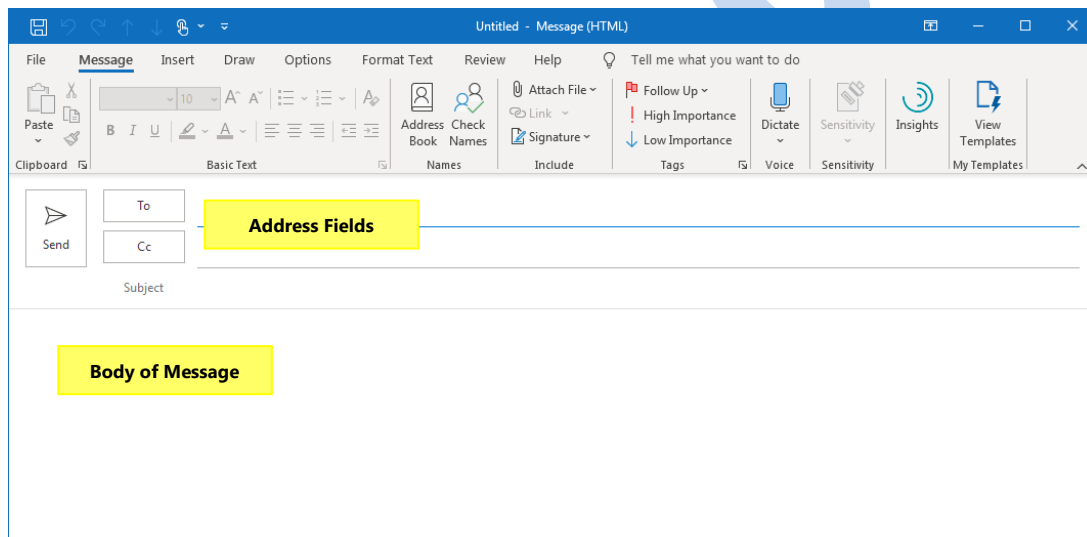 Untitled - Message (HTML)
File Message Insert Draw Options Format Text Review Help Tell me what you want to do
Paste
10
B I U A
Address Book
Check Names
Attach File
Link
Signature
Follow Up
High Importance
Low Importance
Dictate
Sensitivity
Insights
View Templates
Clipboard Basic Text Names Include Tags Voice Sensitivity My Templates
Send
To
Address Fields
Cc
Subject
Body of Message